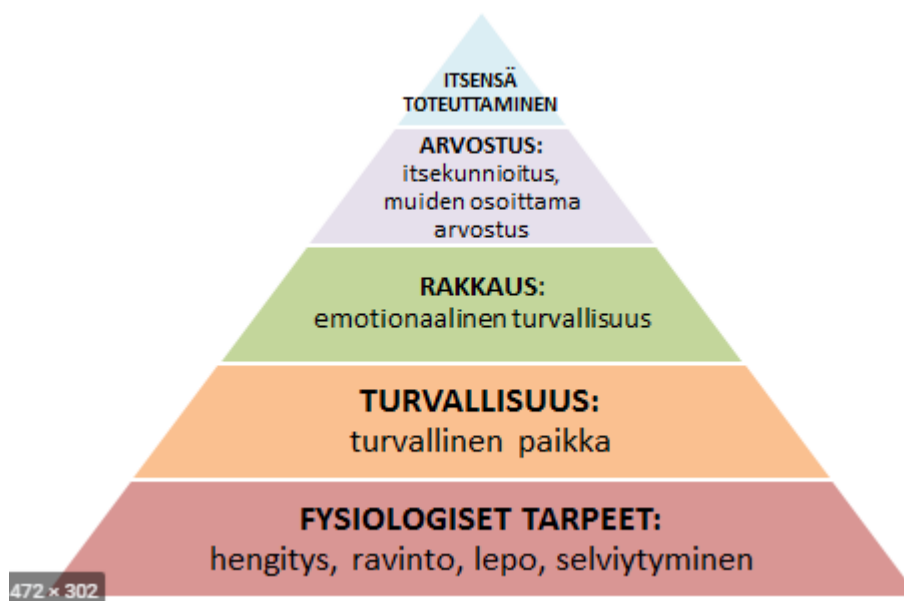 ITSENSÄ
TOTEUTTAMINEN
ARVOSTUS:
itsekunnioitus,
muiden osoittama
arvostus
RAKKAUS:
emotionaalinen turvallisuus
TURVALLISUUS:
turvallinen paikka
FYSIOLOGISET TARPEET:
hengitys, ravinto, lepo, selviytyminen
472 × 302